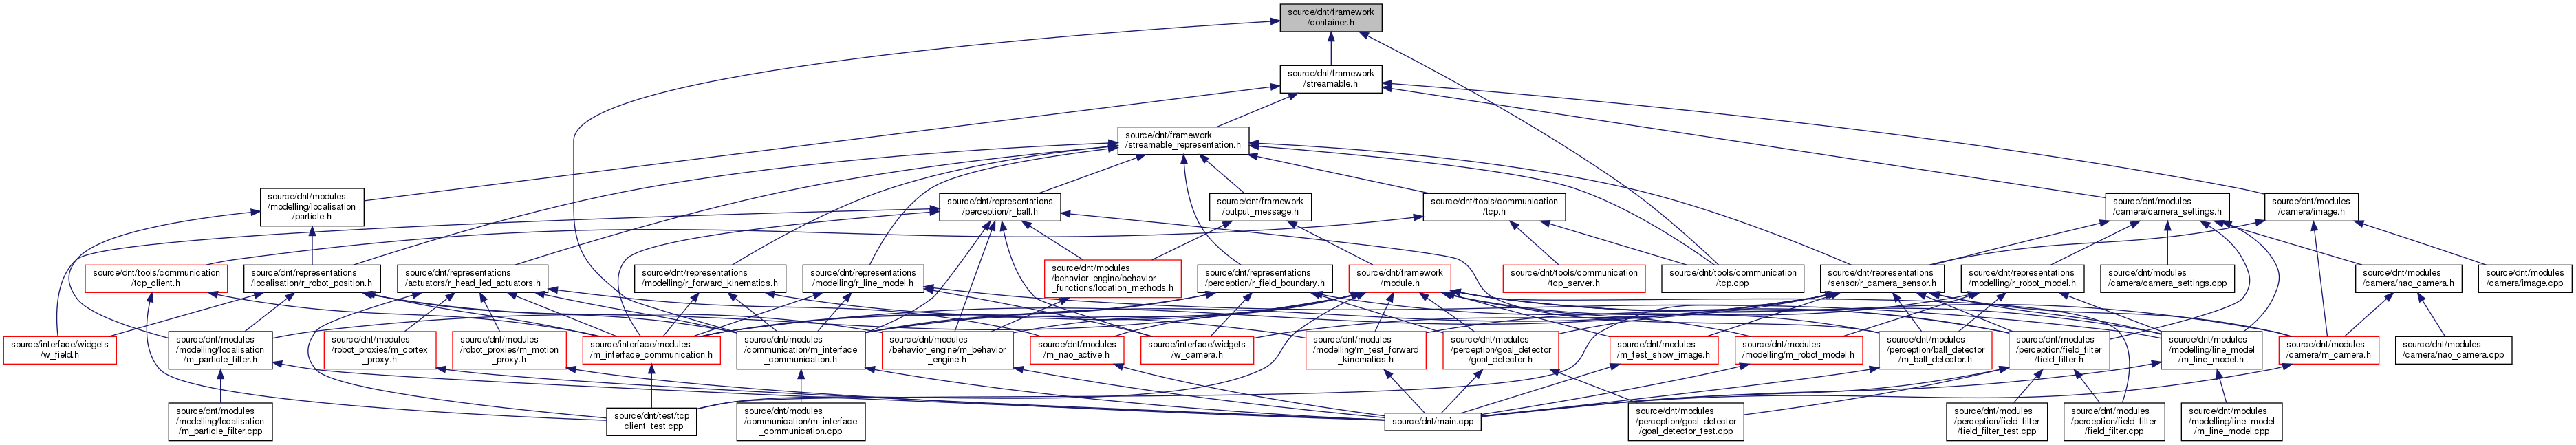 source/dnt/framework
/container.h
source/dnt/framework
/streamable.h
source/dnt/framework
/streamable_representation.h
source/dnt/modules
/modelling/localisation
/particle.h
source/dnt/representations
/perception/r_ball.h
source/dnt/framework
/output_message.h
source/dnt/tools/communication
/tcp.h
source/dnt/modules
/camera/camera_settings.h
source/dnt/modules
/camera/image.h
source/dnt/tools/communication
/tcp_client.h
source/dnt/representations
/localisation/r_robot_position.h
source/dnt/representations
/actuators/r_head_led_actuators.h
source/dnt/representations
/modelling/r_forward_kinematics.h
source/dnt/representations
/modelling/r_line_model.h
source/dnt/modules
/behavior_engine/behavior
_functions/location_methods.h
source/dnt/representations
/perception/r_field_boundary.h
source/dnt/framework
/module.h
source/dnt/tools/communication
/tcp_server.h
source/dnt/tools/communication
/tcp.cpp
source/dnt/representations
/sensor/r_camera_sensor.h
source/dnt/representations
/modelling/r_robot_model.h
source/dnt/modules
/camera/camera_settings.cpp
source/dnt/modules
/camera/nao_camera.h
source/dnt/modules
/camera/image.cpp
source/interface/widgets
/w_field.h
source/dnt/modules
/modelling/localisation
/m_particle_filter.h
source/dnt/modules
/robot_proxies/m_cortex
_proxy.h
source/dnt/modules
/robot_proxies/m_motion
_proxy.h
source/interface/modules
/m_interface_communication.h
source/dnt/modules
/communication/m_interface
_communication.h
source/dnt/modules
/behavior_engine/m_behavior
_engine.h
source/dnt/modules
/m_nao_active.h
source/interface/widgets
/w_camera.h
source/dnt/modules
/modelling/m_test_forward
_kinematics.h
source/dnt/modules
/perception/goal_detector
/goal_detector.h
source/dnt/modules
/m_test_show_image.h
source/dnt/modules
/modelling/m_robot_model.h
source/dnt/modules
/perception/ball_detector
/m_ball_detector.h
source/dnt/modules
/perception/field_filter
/field_filter.h
source/dnt/modules
/modelling/line_model
/m_line_model.h
source/dnt/modules
/camera/m_camera.h
source/dnt/modules
/camera/nao_camera.cpp
source/dnt/modules
/modelling/localisation
/m_particle_filter.cpp
source/dnt/test/tcp
_client_test.cpp
source/dnt/modules
/communication/m_interface
_communication.cpp
source/dnt/main.cpp
source/dnt/modules
/perception/goal_detector
/goal_detector_test.cpp
source/dnt/modules
/perception/field_filter
/field_filter_test.cpp
source/dnt/modules
/perception/field_filter
/field_filter.cpp
source/dnt/modules
/modelling/line_model
/m_line_model.cpp